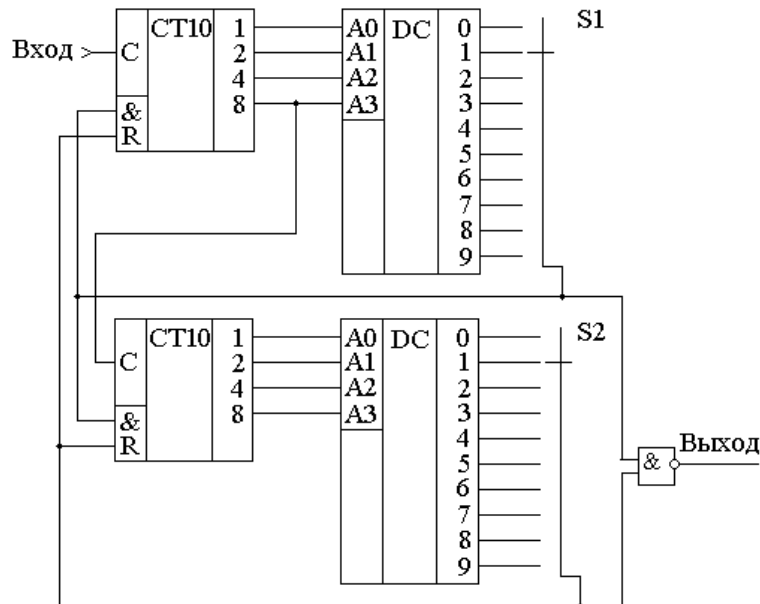 Вход C CT10 1 2 4 8 & R
A0 A1 A2 A3 DC 0 1 2 3 4 5 6 7 8 9 S1
C CT10 1 2 4 8 & R
A0 A1 A2 A3 DC 0 1 2 3 4 5 6 7 8 9 S2
& Выход